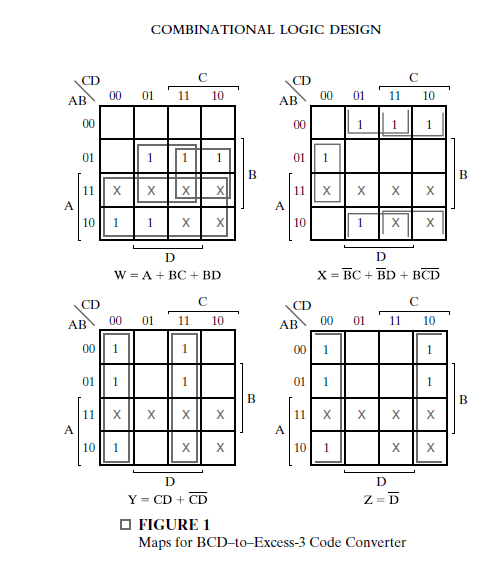 COMBINATIONAL LOGIC DESIGN
CD C
AB 00 01 11 10
00
01 1 1 1
B
11 X X X X
A
10 1 1 X X
D
W = A + BC + BD
CD C
AB 00 01 11 10
00 1 1 1
01 1
B
11 X X X X
A
10 1 X X
D
X = B̅C + B̅D + BC̅D̅
CD C
AB 00 01 11 10
00 1 1
01 1 1
B
11 X X X X
A
10 1 X X
D
Y = CD + C̅D̅
CD C
AB 00 01 11 10
00 1 1
01 1 1
B
11 X X X X
A
10 1 X X
D
Z = D̅
FIGURE 1
Maps for BCD–to–Excess-3 Code Converter